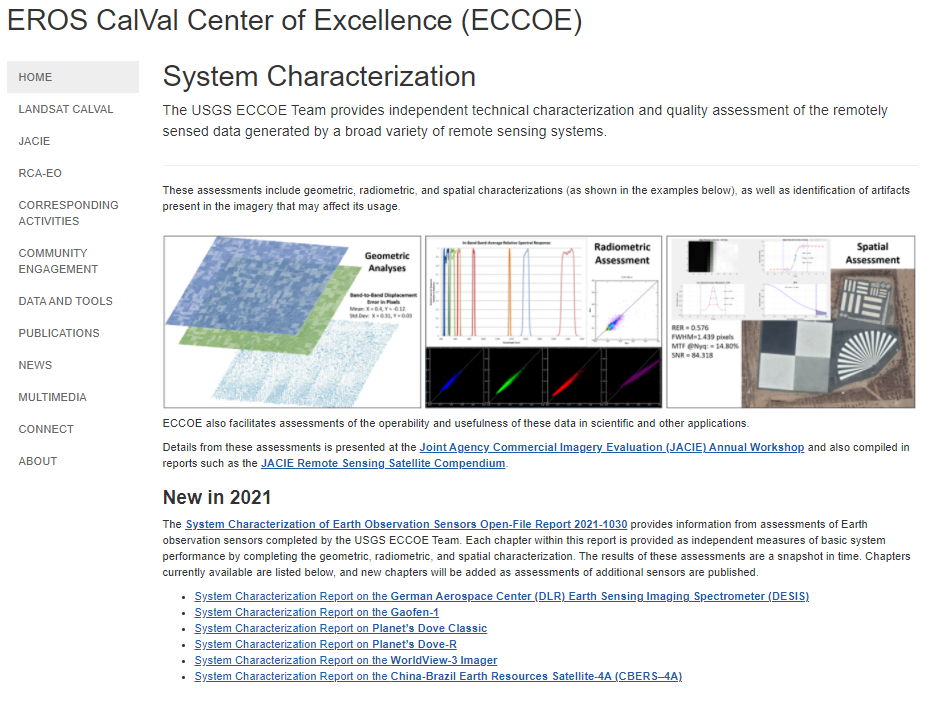 EROS CalVal Center of Excellence (ECCOE)
HOME
LANDSAT CALVAL
JACIE
RCA-EO
CORRESPONDING
ACTIVITIES
COMMUNITY
ENGAGEMENT
DATA AND TOOLS
PUBLICATIONS
NEWS
MULTIMEDIA
CONNECT
ABOUT
System Characterization
The USGS ECCOE Team provides independent technical characterization and quality assessment of the remotely
sensed data generated by a broad variety of remote sensing systems.
These assessments include geometric, radiometric, and spatial characterizations (as shown in the examples below), as well as identification of artifacts
present in the imagery that may affect its usage.
Geometric
Analyses
Band-to-Band Displacement
Error in Pixels
Mean: X = 0.4, Y = -0.12
Std.Dev: X = 0.31, Y = 0.03
In-Band Band-Average Relative Spectral Response
Radiometric
Assessment
Spatial
Assessment
RER = 0.576
FWHM=1.439 pixels
MTF @Nyq: = 14.80%
SNR = 84.318
ECCOE also facilitates assessments of the operability and usefulness of these data in scientific and other applications.
Details from these assessments is presented at the Joint Agency Commercial Imagery Evaluation (JACIE) Annual Workshop and also compiled in
reports such as the JACIE Remote Sensing Satellite Compendium.
New in 2021
The System Characterization of Earth Observation Sensors Open-File Report 2021-1030 provides information from assessments of Earth
observation sensors completed by the USGS ECCOE Team. Each chapter within this report is provided as independent measures of basic system
performance by completing the geometric, radiometric, and spatial characterization. The results of these assessments are a snapshot in time. Chapters
currently available are listed below, and new chapters will be added as assessments of additional sensors are published.
• System Characterization Report on the German Aerospace Center (DLR) Earth Sensing Imaging Spectrometer (DESIS)
• System Characterization Report on the Gaofen-1
• System Characterization Report on Planet's Dove Classic
• System Characterization Report on Planet's Dove-R
• System Characterization Report on the WorldView-3 Imager
• System Characterization Report on the China-Brazil Earth Resources Satellite-4A (CBERS–4A)